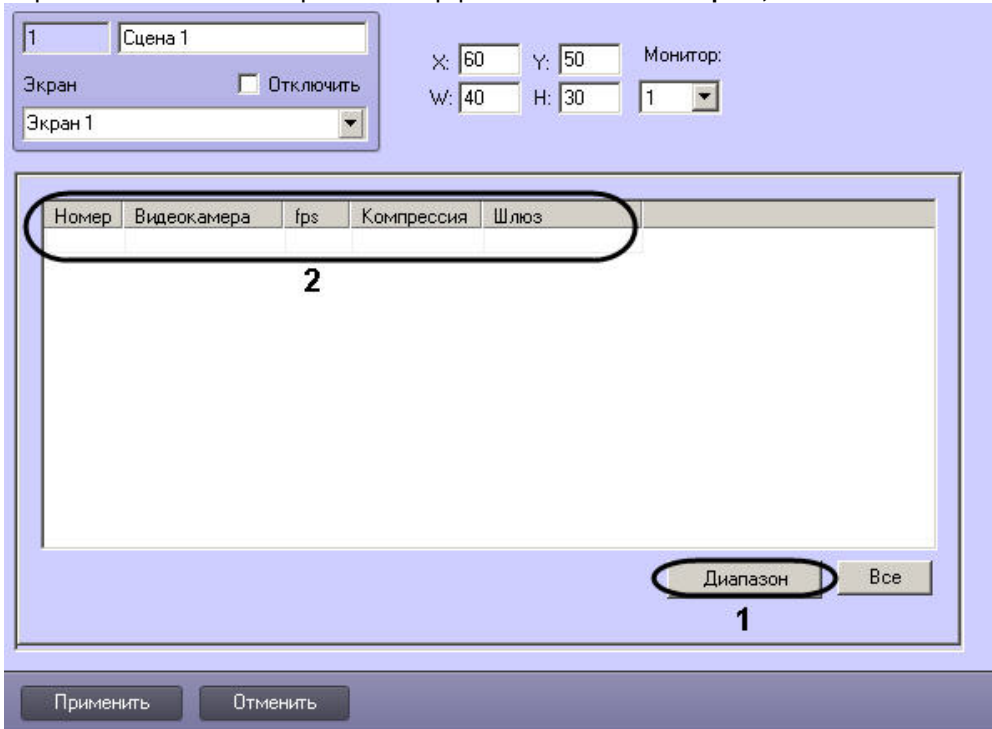 1 Сцена 1
Экран Отключить
Экран 1
X: 60 Y: 50 Монитор:
W: 40 H: 30 1
Номер Видеокамера fps Компрессия Шлюз
2
Диапазон Все
1
Применить Отменить